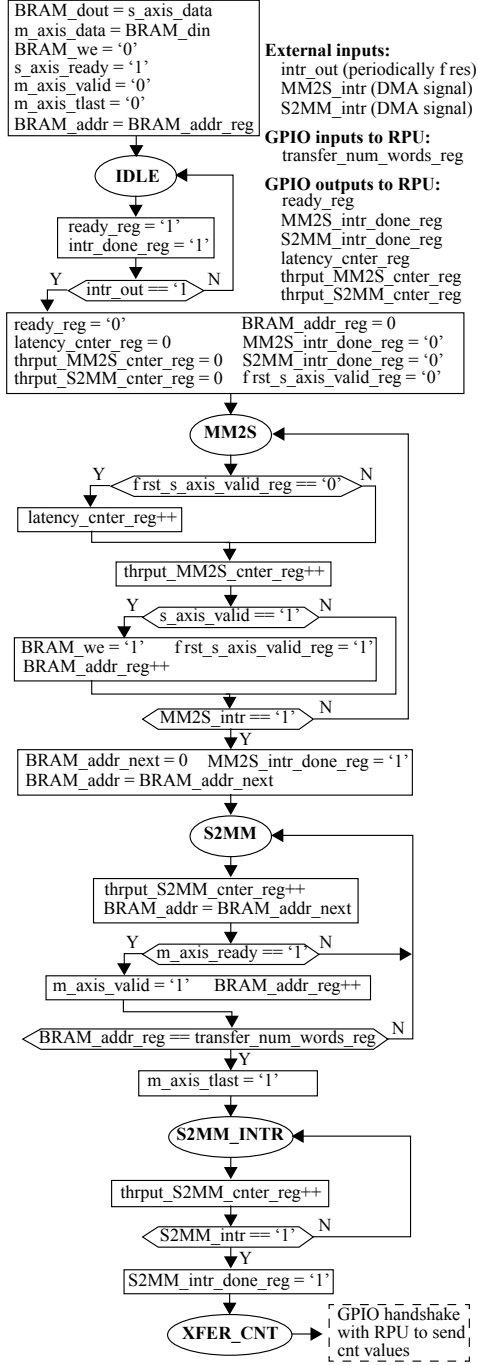 BRAM_dout = s_axis_data
m_axis_data = BRAM_din
BRAM_we = ‘0’
s_axis_ready = ‘1’
m_axis_valid = ‘0’
m_axis_tlast = ‘0’
BRAM_addr = BRAM_addr_reg
External inputs:
intr_out (periodically f res)
MM2S_intr (DMA signal)
S2MM_intr (DMA signal)
GPIO inputs to RPU:
transfer_num_words_reg
GPIO outputs to RPU:
ready_reg
MM2S_intr_done_reg
S2MM_intr_done_reg
latency_cnter_reg
thrput_MM2S_cnter_reg
thrput_S2MM_cnter_reg
IDLE
ready_reg = ‘1’
intr_done_reg = ‘1’
Y
N
intr_out == ‘1
ready_reg = ‘0’
latency_cnter_reg = 0
thrput_MM2S_cnter_reg = 0
thrput_S2MM_cnter_reg = 0
BRAM_addr_reg = 0
MM2S_intr_done_reg = ‘0’
S2MM_intr_done_reg = ‘0’
f rst_s_axis_valid_reg = ‘0’
MM2S
Y
N
f rst_s_axis_valid_reg == ‘0’
latency_cnter_reg++
thrput_MM2S_cnter_reg++
Y
N
s_axis_valid == ‘1’
BRAM_we = ‘1’ f rst_s_axis_valid_reg = ‘1’
BRAM_addr_reg++
N
MM2S_intr == ‘1’
Y
BRAM_addr_next = 0 MM2S_intr_done_reg = ‘1’
BRAM_addr = BRAM_addr_next
S2MM
thrput_S2MM_cnter_reg++
BRAM_addr = BRAM_addr_next
Y
N
m_axis_ready == ‘1’
m_axis_valid = ‘1’ BRAM_addr_reg++
N
BRAM_addr_reg == transfer_num_words_reg
Y
m_axis_tlast = ‘1’
S2MM_INTR
thrput_S2MM_cnter_reg++
N
S2MM_intr == ‘1’
Y
S2MM_intr_done_reg = ‘1’
XFER_CNT
GPIO handshake
with RPU to send
cnt values